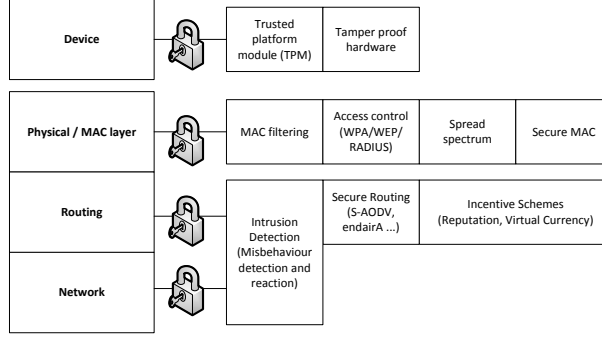 Device
Trusted
platform
module (TPM)
Tamper proof
hardware
Physical / MAC layer
MAC filtering
Access control
(WPA/WEP/
RADIUS)
Spread
spectrum
Secure MAC
Routing
Intrusion
Detection
(Misbehaviour
detection and
reaction)
Secure Routing
(S-AODV,
endairA ...)
Incentive Schemes
(Reputation, Virtual Currency)
Network